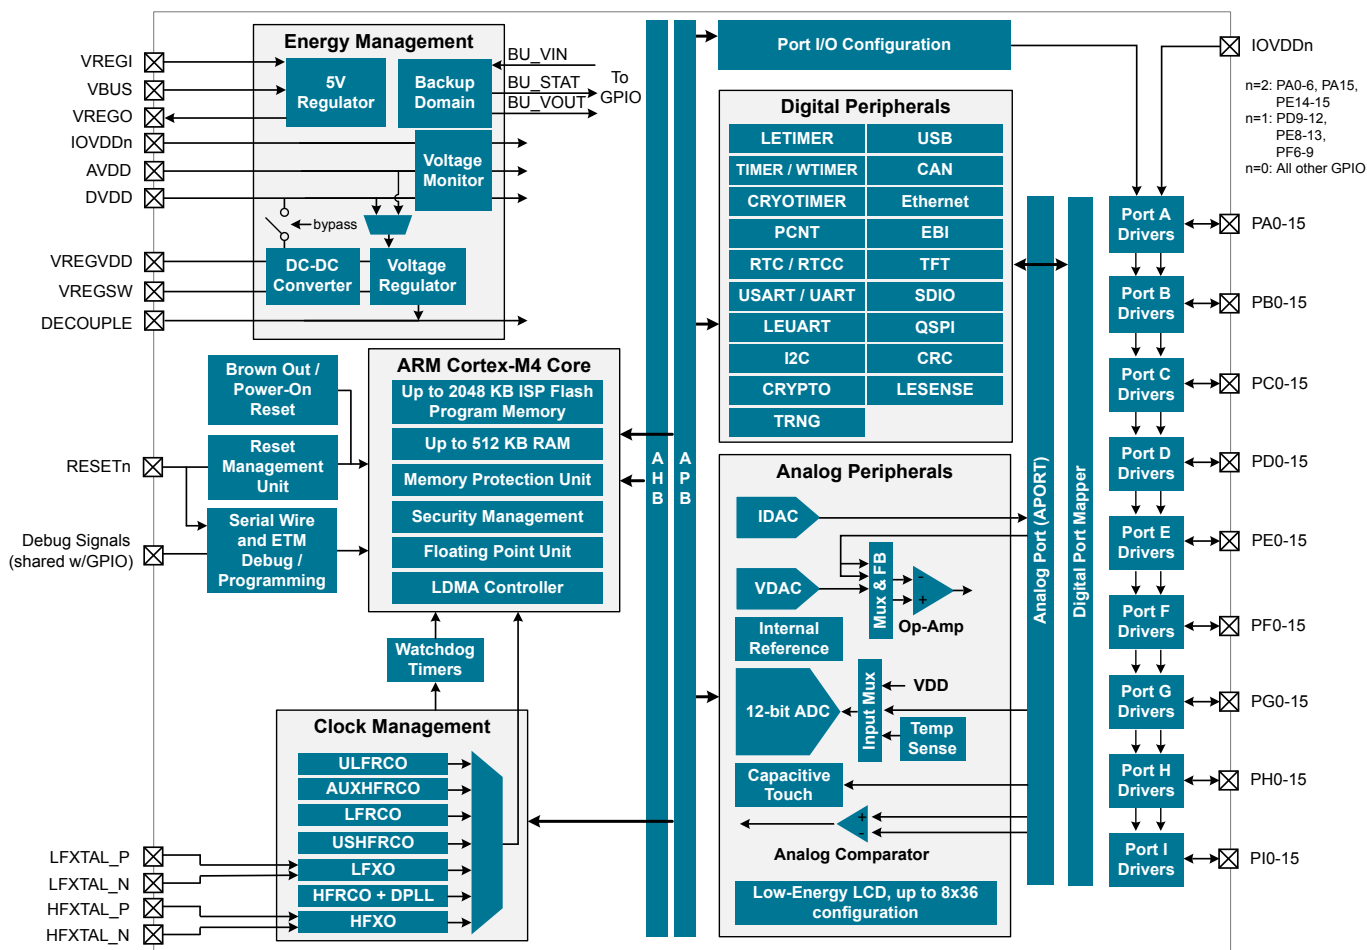 Energy Management
VREGI
VBUS
VREGO
IOVDDn
AVDD
DVDD
VREGVDD
VREGSW
DECOUPLE
5V
Regulator
Backup
Domain
BU_VIN
BU_STAT
BU_VOUT
To
GPIO
Voltage
Monitor
bypass
DC-DC
Converter
Voltage
Regulator
Brown Out /
Power-On
Reset
Reset
Management
Unit
Serial Wire
and ETM
Debug /
Programming
RESETn
Debug Signals
(shared w/GPIO)
ARM Cortex-M4 Core
Up to 2048 KB ISP Flash
Program Memory
Up to 512 KB RAM
Memory Protection Unit
Security Management
Floating Point Unit
LDMA Controller
Watchdog
Timers
Clock Management
ULFRCO
AUXHFRCO
LFRCO
USHFRCO
LFXO
HFRCO + DPLL
HFXO
LFXTAL_P
LFXTAL_N
HFXTAL_P
HFXTAL_N
AHB
APB
Port I/O Configuration
Digital Peripherals
LETIMER
USB
TIMER / WTIMER
CAN
CRYOTIMER
Ethernet
PCNT
EBI
RTC / RTCC
TFT
USART / UART
SDIO
LEUART
QSPI
I2C
CRC
CRYPTO
LESENSE
TRNG
Analog Peripherals
IDAC
VDAC
Mux & FB
-
+
Op-Amp
Internal
Reference
12-bit ADC
Input Mux
VDD
Temp
Sense
Capacitive
Touch
+
-
Analog Comparator
Low-Energy LCD, up to 8x36
configuration
Analog Port (APORT)
Digital Port Mapper
IOVDDn
n=2: PA0-6, PA15,
PE14-15
n=1: PD9-12,
PE8-13,
PF6-9
n=0: All other GPIO
Port A
Drivers
PA0-15
Port B
Drivers
PB0-15
Port C
Drivers
PC0-15
Port D
Drivers
PD0-15
Port E
Drivers
PE0-15
Port F
Drivers
PF0-15
Port G
Drivers
PG0-15
Port H
Drivers
PH0-15
Port I
Drivers
PI0-15